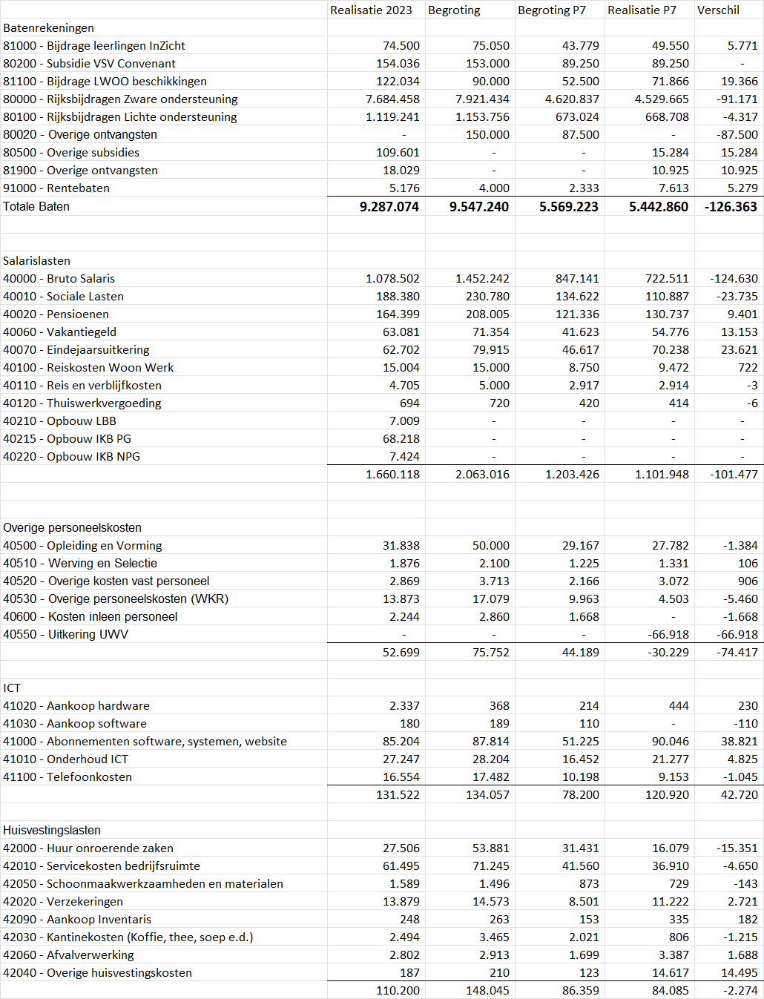 Realisatie 2023 Begroting Begroting P7 Realisatie P7 Verschil
Batenrekeningen
81000 - Bijdrage leerlingen InZicht 74.500 75.050 43.779 49.550 5.771
80200 - Subsidie VSV Convenant 154.036 153.000 89.250 89.250 -
81100 - Bijdrage LWOO beschikkingen 122.034 90.000 52.500 71.866 19.366
80000 - Rijksbijdragen Zware ondersteuning 7.684.458 7.921.434 4.620.837 4.529.665 -91.171
80100 - Rijksbijdragen Lichte ondersteuning 1.119.241 1.153.756 673.024 668.708 -4.317
80020 - Overige ontvangsten - 150.000 87.500 - -87.500
80500 - Overige subsidies 109.601 - - 15.284 15.284
81900 - Overige ontvangsten 18.029 - - 10.925 10.925
91000 - Rentebaten 5.176 4.000 2.333 7.613 5.279
Totale Baten 9.287.074 9.547.240 5.569.223 5.442.860 -126.363
Salarislasten
40000 - Bruto Salaris 1.078.502 1.452.242 847.141 722.511 -124.630
40010 - Sociale Lasten 188.380 230.780 134.622 110.887 -23.735
40020 - Pensioenen 164.399 208.005 121.336 130.737 9.401
40060 - Vakantiegeld 63.081 71.354 41.623 54.776 13.153
40070 - Eindejaarsuitkering 62.702 79.915 46.617 70.238 23.621
40100 - Reiskosten Woon Werk 15.004 15.000 8.750 9.472 722
40110 - Reis en verblijfkosten 4.705 5.000 2.917 2.914 -3
40120 - Thuiswerkvergoeding 694 720 420 414 -6
40210 - Opbouw LBB 7.009 - - - -
40215 - Opbouw IKB PG 68.218 - - - -
40220 - Opbouw IKB NPG 7.424 - - - -
1.660.118 2.063.016 1.203.426 1.101.948 -101.477
Overige personeelskosten
40500 - Opleiding en Vorming 31.838 50.000 29.167 27.782 -1.384
40510 - Werving en Selectie 1.876 2.100 1.225 1.331 106
40520 - Overige kosten vast personeel 2.869 3.713 2.166 3.072 906
40530 - Overige personeelskosten (WKR) 13.873 17.079 9.963 4.503 -5.460
40600 - Kosten inleen personeel 2.244 2.860 1.668 - -1.668
40550 - Uitkering UWV - - - -66.918 -66.918
52.699 75.752 44.189 -30.229 -74.417
ICT
41020 - Aankoop hardware 2.337 368 214 444 230
41030 - Aankoop software 180 189 110 - -110
41000 - Abonnementen software, systemen, website 85.204 87.814 51.225 90.046 38.821
41010 - Onderhoud ICT 27.247 28.204 16.452 21.277 4.825
41100 - Telefoonkosten 16.554 17.482 10.198 9.153 -1.045
131.522 134.057 78.200 120.920 42.720
Huisvestingslasten
42000 - Huur onroerende zaken 27.506 53.881 31.431 16.079 -15.351
42010 - Servicekosten bedrijfsruimte 61.495 71.245 41.560 36.910 -4.650
42050 - Schoonmaakwerkzaamheden en materialen 1.589 1.496 873 729 -143
42020 - Verzekeringen 13.879 14.573 8.501 11.222 2.721
42090 - Aankoop Inventaris 248 263 153 335 182
42030 - Kantinekosten (Koffie, thee, soep e.d.) 2.494 3.465 2.021 806 -1.215
42060 - Afvalverwerking 2.802 2.913 1.699 3.387 1.688
42040 - Overige huisvestingskosten 187 210 123 14.617 14.495
110.200 148.045 86.359 84.085 -2.274